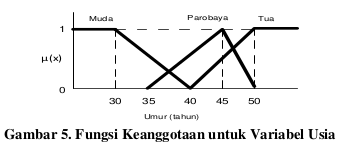 Muda Parobaya Tua
1
μ(x)
0
30 35 40 45 50
Umur (tahun)
Gambar 5. Fungsi Keanggotaan untuk Variabel Usia